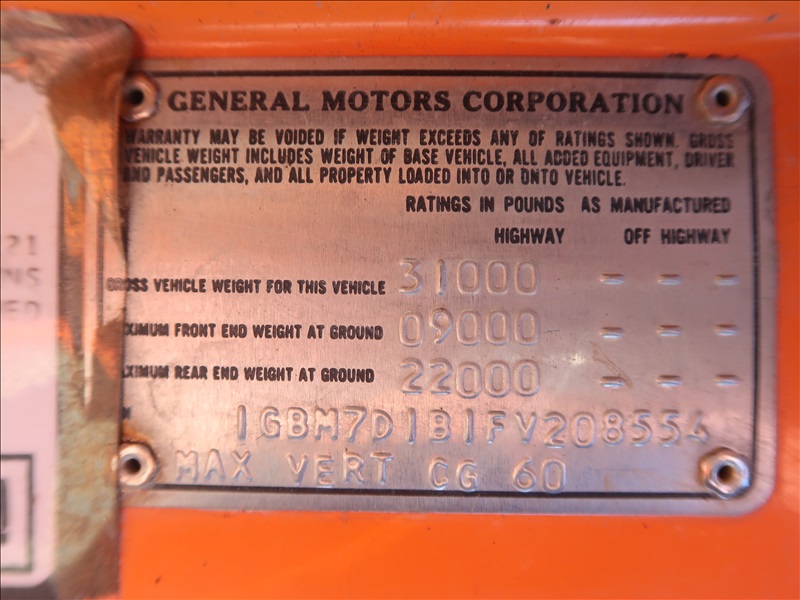 GENERAL MOTORS CORPORATION
WARRANTY MAY BE VOIDED IF WEIGHT EXCEEDS ANY OF RATINGS SHOWN. GROSS
VEHICLE WEIGHT INCLUDES WEIGHT OF BASE VEHICLE, ALL ADDED EQUIPMENT, DRIVER
AND PASSENGERS, AND ALL PROPERTY LOADED INTO OR ONTO VEHICLE.
RATINGS IN POUNDS AS MANUFACTURED
HIGHWAY OFF HIGHWAY
GROSS VEHICLE WEIGHT FOR THIS VEHICLE 31000 - - -
MAXIMUM FRONT END WEIGHT AT GROUND 09000 - - -
MAXIMUM REAR END WEIGHT AT GROUND 22000 - - -
1GBM7D1B1FV208554
MAX VERT CG 60
21